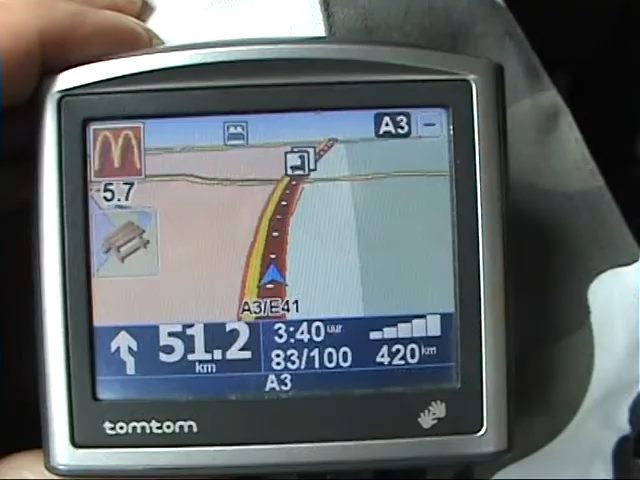 A3
5.7
A3/E41
51.2 km
3:40 uur
83/100
420 km
A3
tomtom